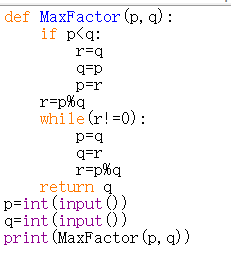 def MaxFactor(p,q):
    if p<q:
        r=q
        q=p
        p=r
    r=p%q
    while(r!=0):
        p=q
        q=r
        r=p%q
    return q
p=int(input())
q=int(input())
print(MaxFactor(p,q))